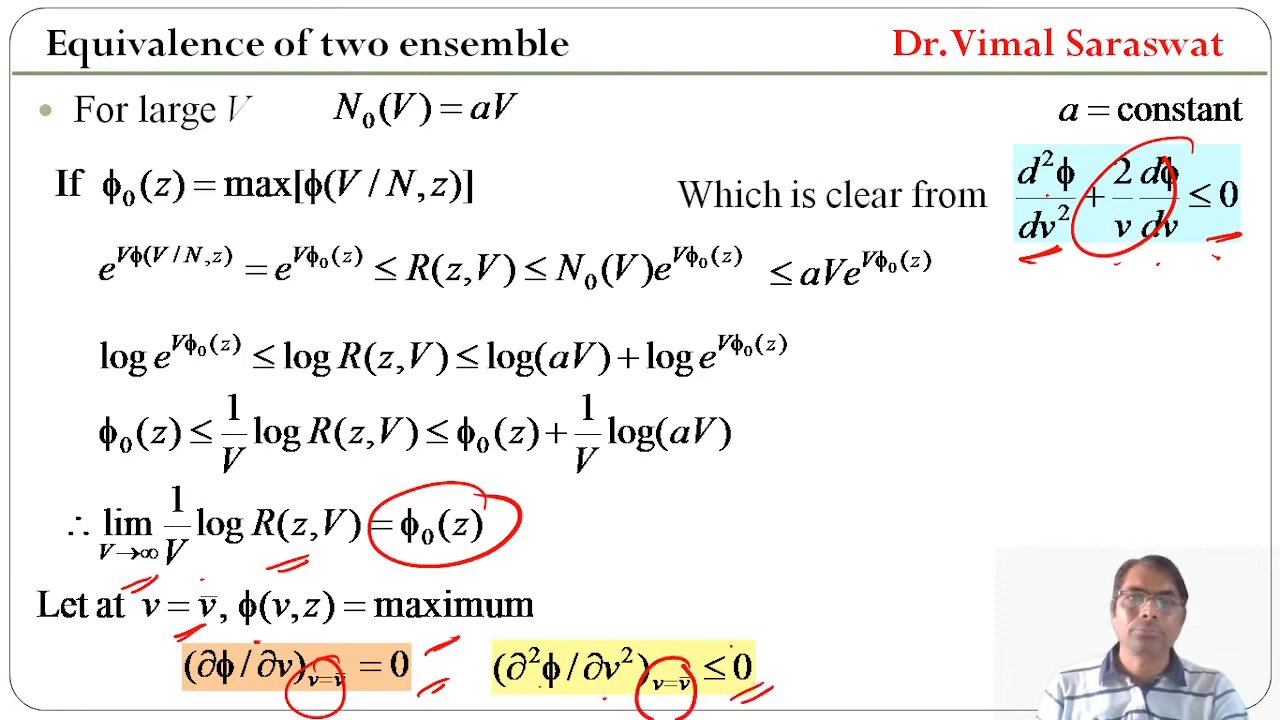 Equivalence of two ensemble Dr. Vimal Saraswat
• For large V N₀(V) = aV a = constant
If ϕ₀(z) = max[ϕ(V / N, z)] Which is clear from d²ϕ/dv² + 2/v dϕ/dv ≤ 0
e^{Vϕ(V / N, z)} = e^{Vϕ₀(z)} ≤ R(z, V) ≤ N₀(V)e^{Vϕ₀(z)} ≤ aVe^{Vϕ₀(z)}
log e^{Vϕ₀(z)} ≤ log R(z, V) ≤ log(aV) + log e^{Vϕ₀(z)}
ϕ₀(z) ≤ 1/V log R(z, V) ≤ ϕ₀(z) + 1/V log(aV)
∴ lim_{V→∞} 1/V log R(z, V) = ϕ₀(z)
Let at v = v̄, ϕ(v, z) = maximum
(∂ϕ / ∂v)_{v=v̄} = 0 (∂²ϕ / ∂v²)_{v=v̄} ≤ 0